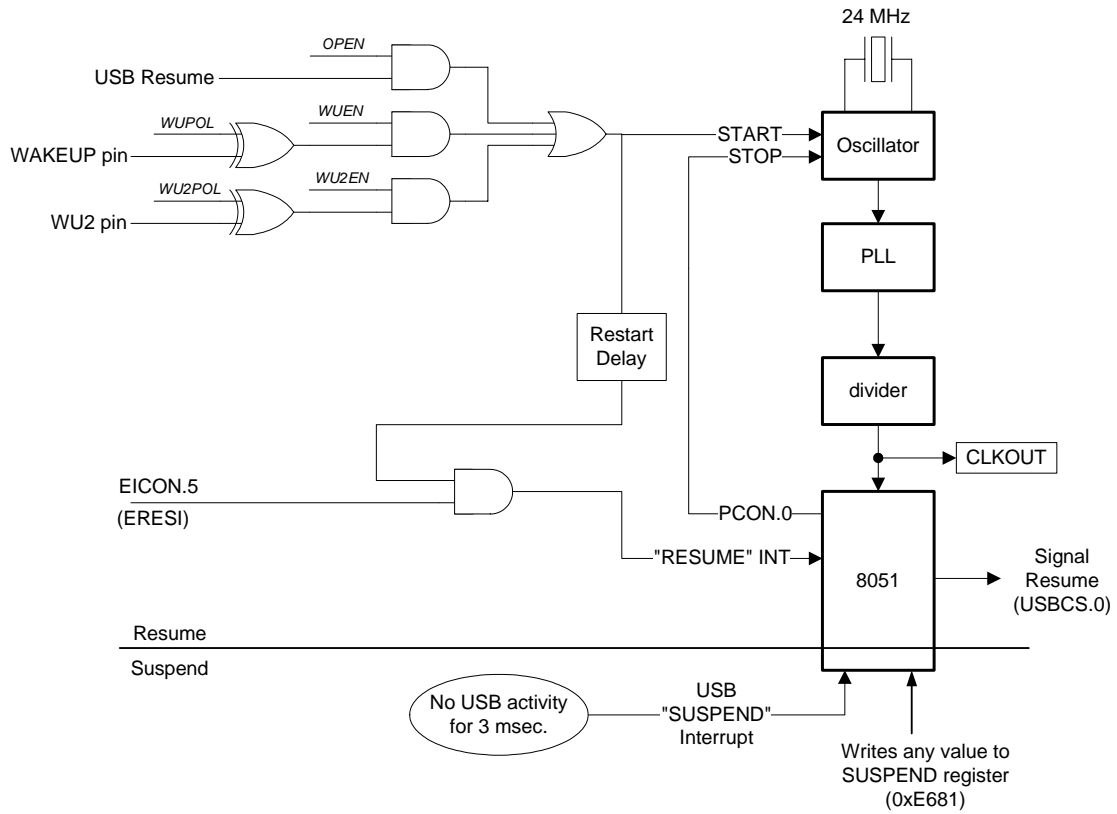 24 MHz
OPEN
USB Resume
WUPOL
WUEN
WAKEUP pin
WU2POL
WU2EN
WU2 pin
START
STOP
Oscillator
PLL
Restart
Delay
divider
CLKOUT
EICON.5
(ERESI)
PCON.0
"RESUME" INT
8051
Signal
Resume
(USBCS.0)
Resume
Suspend
No USB activity
for 3 msec.
USB
"SUSPEND"
Interrupt
Writes any value to
SUSPEND register
(0xE681)